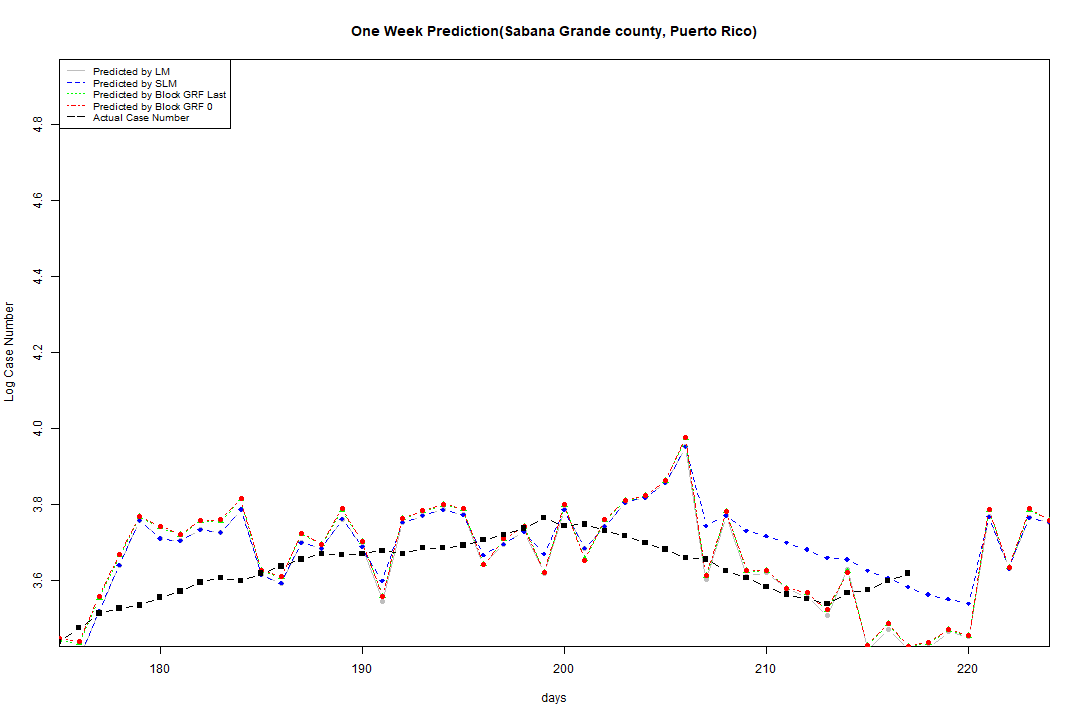 One Week Prediction(Sabana Grande county, Puerto Rico)
Predicted by LM
Predicted by SLM
Predicted by Block GRF Last
Predicted by Block GRF 0
Actual Case Number
4.8
4.6
4.4
4.2
4.0
3.8
3.6
Log Case Number
180
190
200
210
220
days